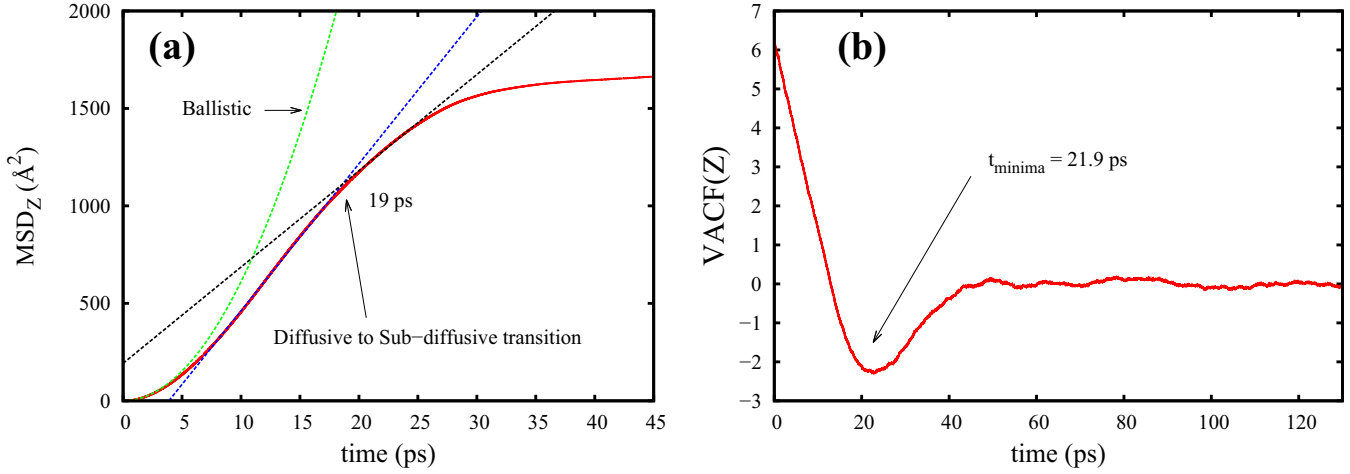 (a)
2000
1500
1000
500
0
MSD_Z (Å²)
Ballistic
19 ps
Diffusive to Sub−diffusive transition
0 5 10 15 20 25 30 35 40 45
time (ps)
(b)
7
6
5
4
3
2
1
0
−1
−2
−3
VACF(Z)
t_minima = 21.9 ps
0 20 40 60 80 100 120
time (ps)